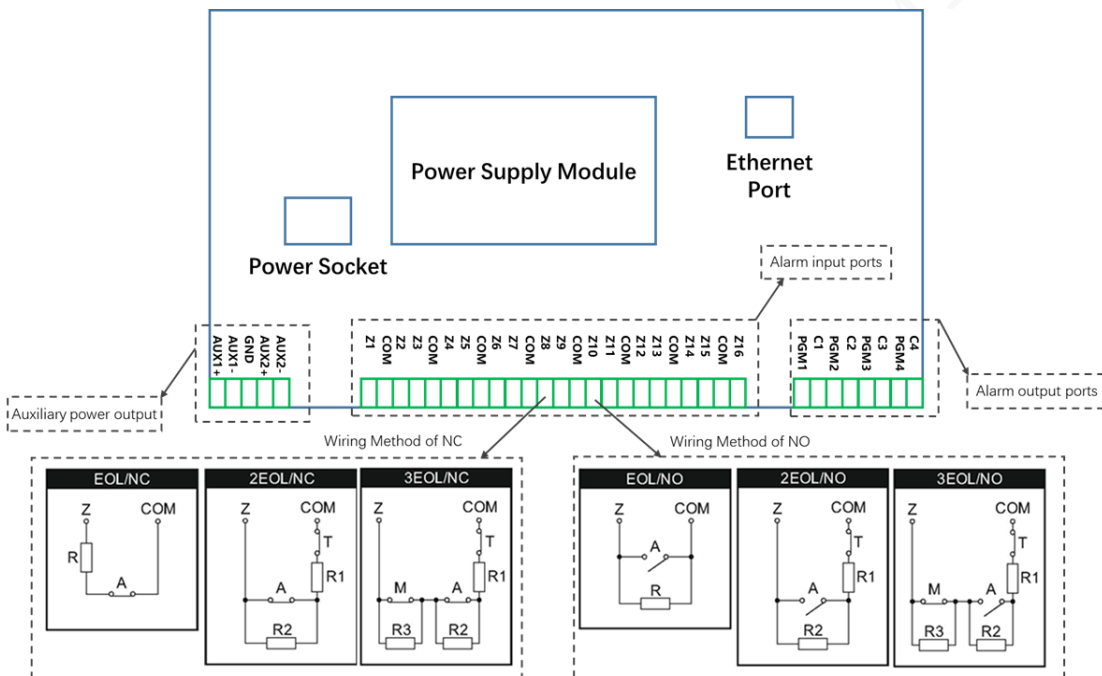 Power Supply Module
Ethernet
Port
Power Socket
Alarm input ports
AUX1+
AUX1-
GND
AUX2+
AUX2-
Z1
COM
Z2
Z3
COM
Z4
Z5
COM
Z6
Z7
COM
Z8
Z9
COM
Z10
Z11
COM
Z12
Z13
COM
Z14
Z15
COM
Z16
PGM1
C1
PGM2
C2
PGM3
C3
PGM4
C4
Auxiliary power output
Alarm output ports
Wiring Method of NC
Wiring Method of NO
EOL/NC
Z COM
R
A
2EOL/NC
Z COM
T
R1
A
R2
3EOL/NC
Z COM
T
R1
M A
R3 R2
EOL/NO
Z COM
A
R
2EOL/NO
Z COM
T
R1
A
R2
3EOL/NO
Z COM
T
R1
M A
R3 R2